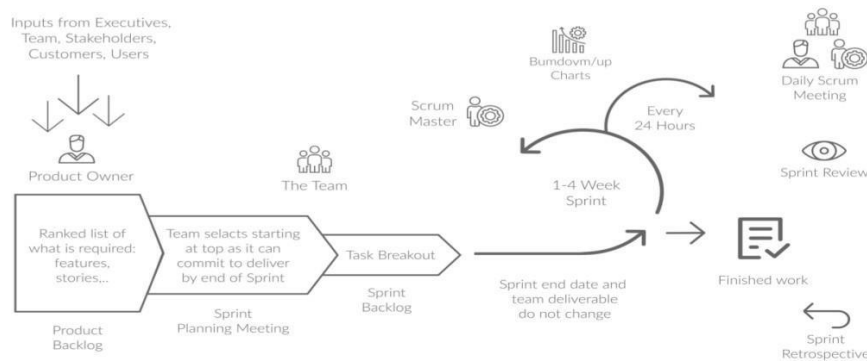 Inputs from Executives,
Team, Stakeholders,
Customers, Users
Product Owner
Ranked list of
what is required:
features,
stories,..
Product
Backlog
The Team
Team selacts starting
at top as it can
commit to deliver
by end of Sprint
Sprint
Planning Meeting
Task Breakout
Sprint
Backlog
Scrum
Master
Bumdovm/up
Charts
1-4 Week
Sprint
Every
24 Hours
Sprint end date and
team deliverable
do not change
Daily Scrum
Meeting
Sprint Review
Finished work
Sprint
Retrospective